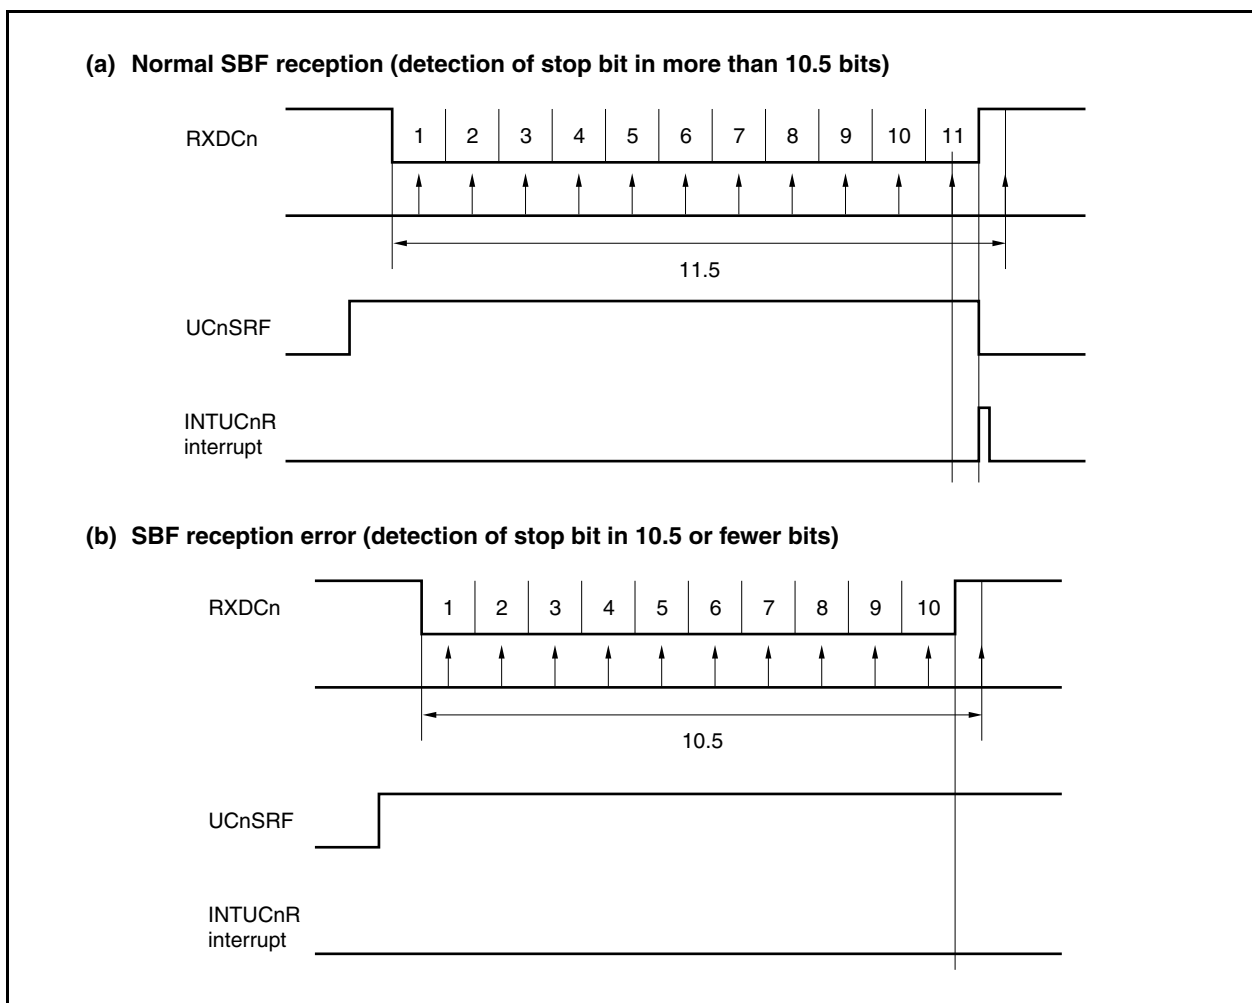 (a) Normal SBF reception (detection of stop bit in more than 10.5 bits)
RXDCn
1 2 3 4 5 6 7 8 9 10 11
11.5
UCnSRF
INTUCnR
interrupt
(b) SBF reception error (detection of stop bit in 10.5 or fewer bits)
RXDCn
1 2 3 4 5 6 7 8 9 10
10.5
UCnSRF
INTUCnR
interrupt